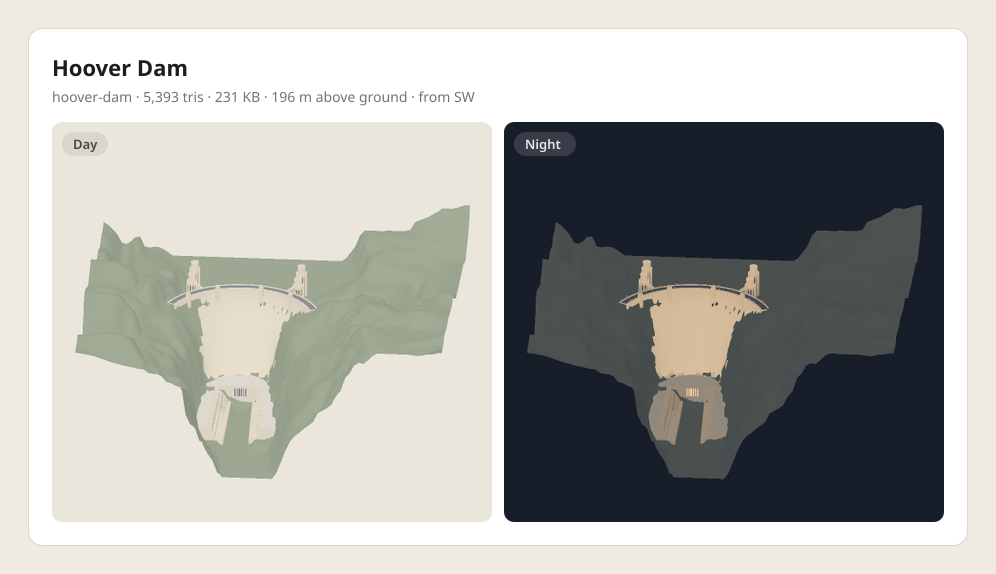 Hoover Dam
hoover-dam · 5,393 tris · 231 KB · 196 m above ground · from SW
Day
Night